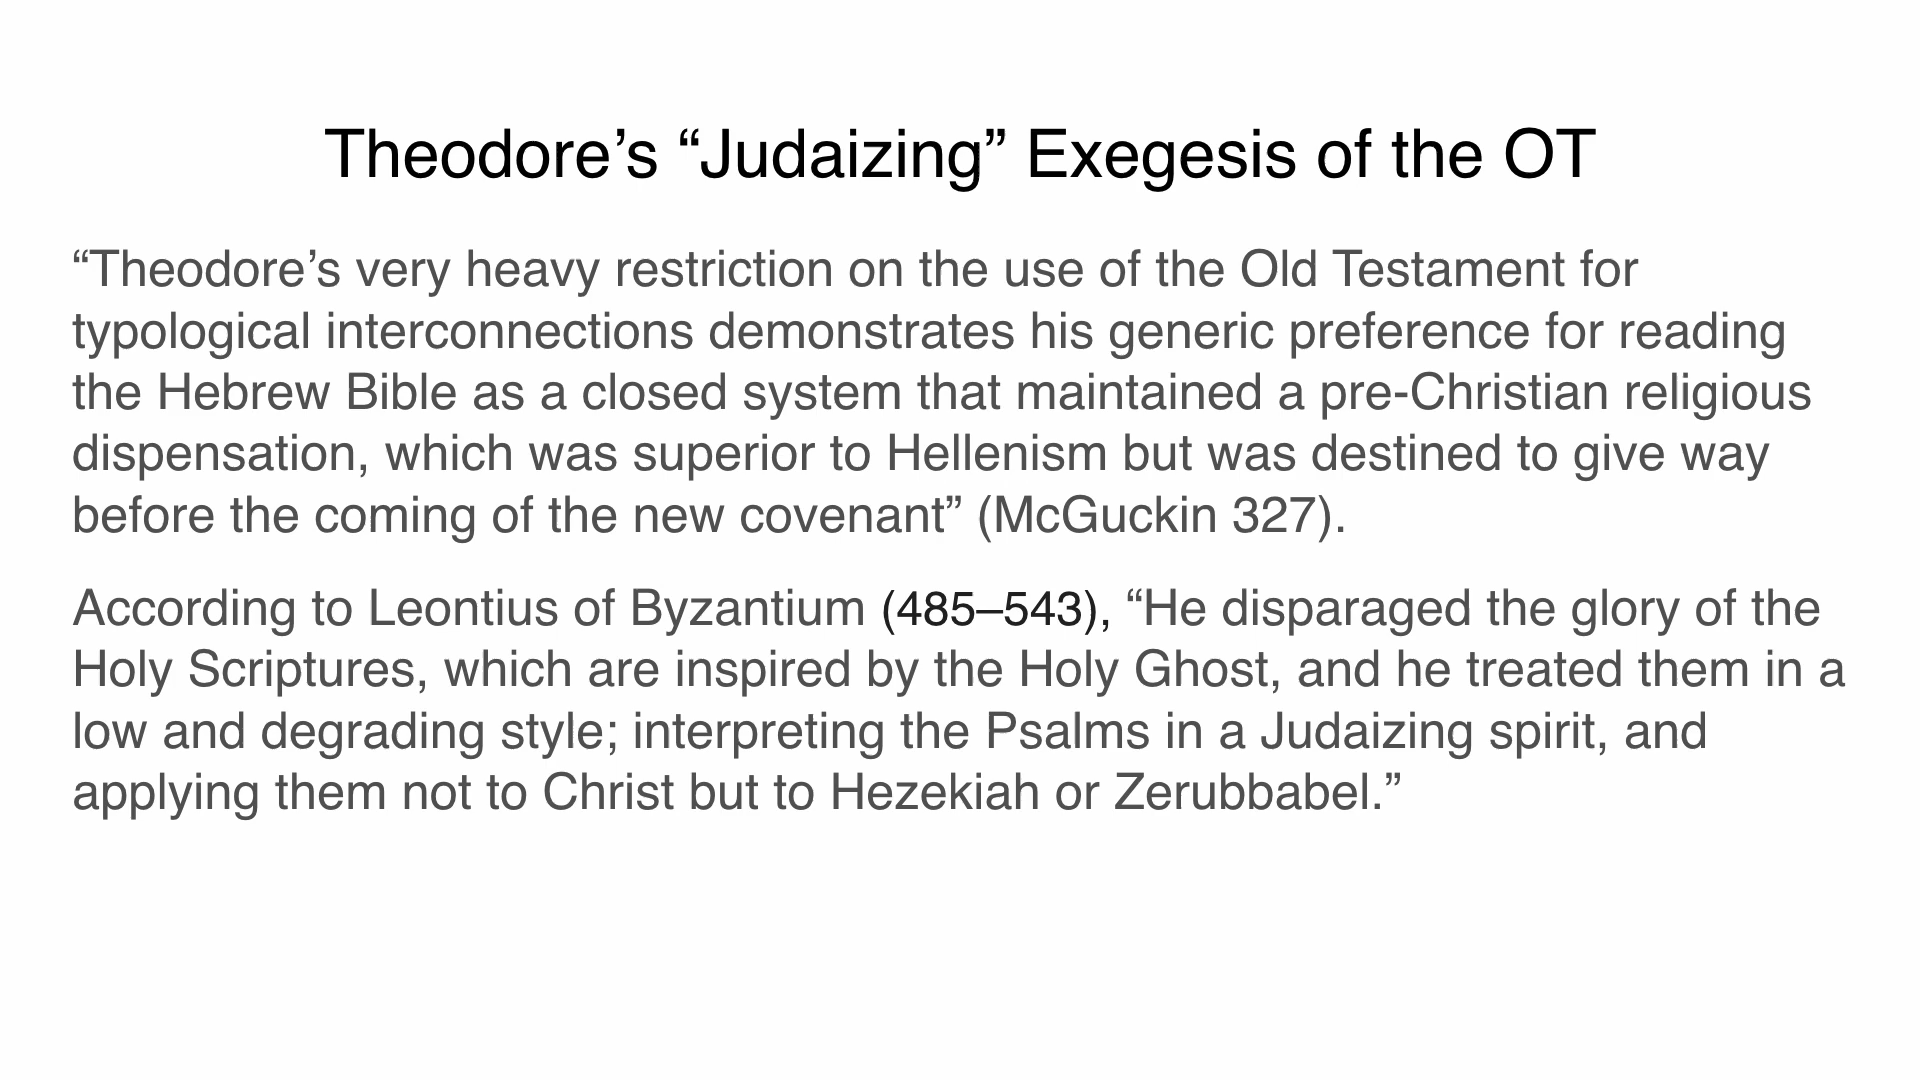 Theodore’s “Judaizing” Exegesis of the OT
“Theodore’s very heavy restriction on the use of the Old Testament for
typological interconnections demonstrates his generic preference for reading
the Hebrew Bible as a closed system that maintained a pre-Christian religious
dispensation, which was superior to Hellenism but was destined to give way
before the coming of the new covenant” (McGuckin 327).
According to Leontius of Byzantium (485–543), “He disparaged the glory of the
Holy Scriptures, which are inspired by the Holy Ghost, and he treated them in a
low and degrading style; interpreting the Psalms in a Judaizing spirit, and
applying them not to Christ but to Hezekiah or Zerubbabel.”